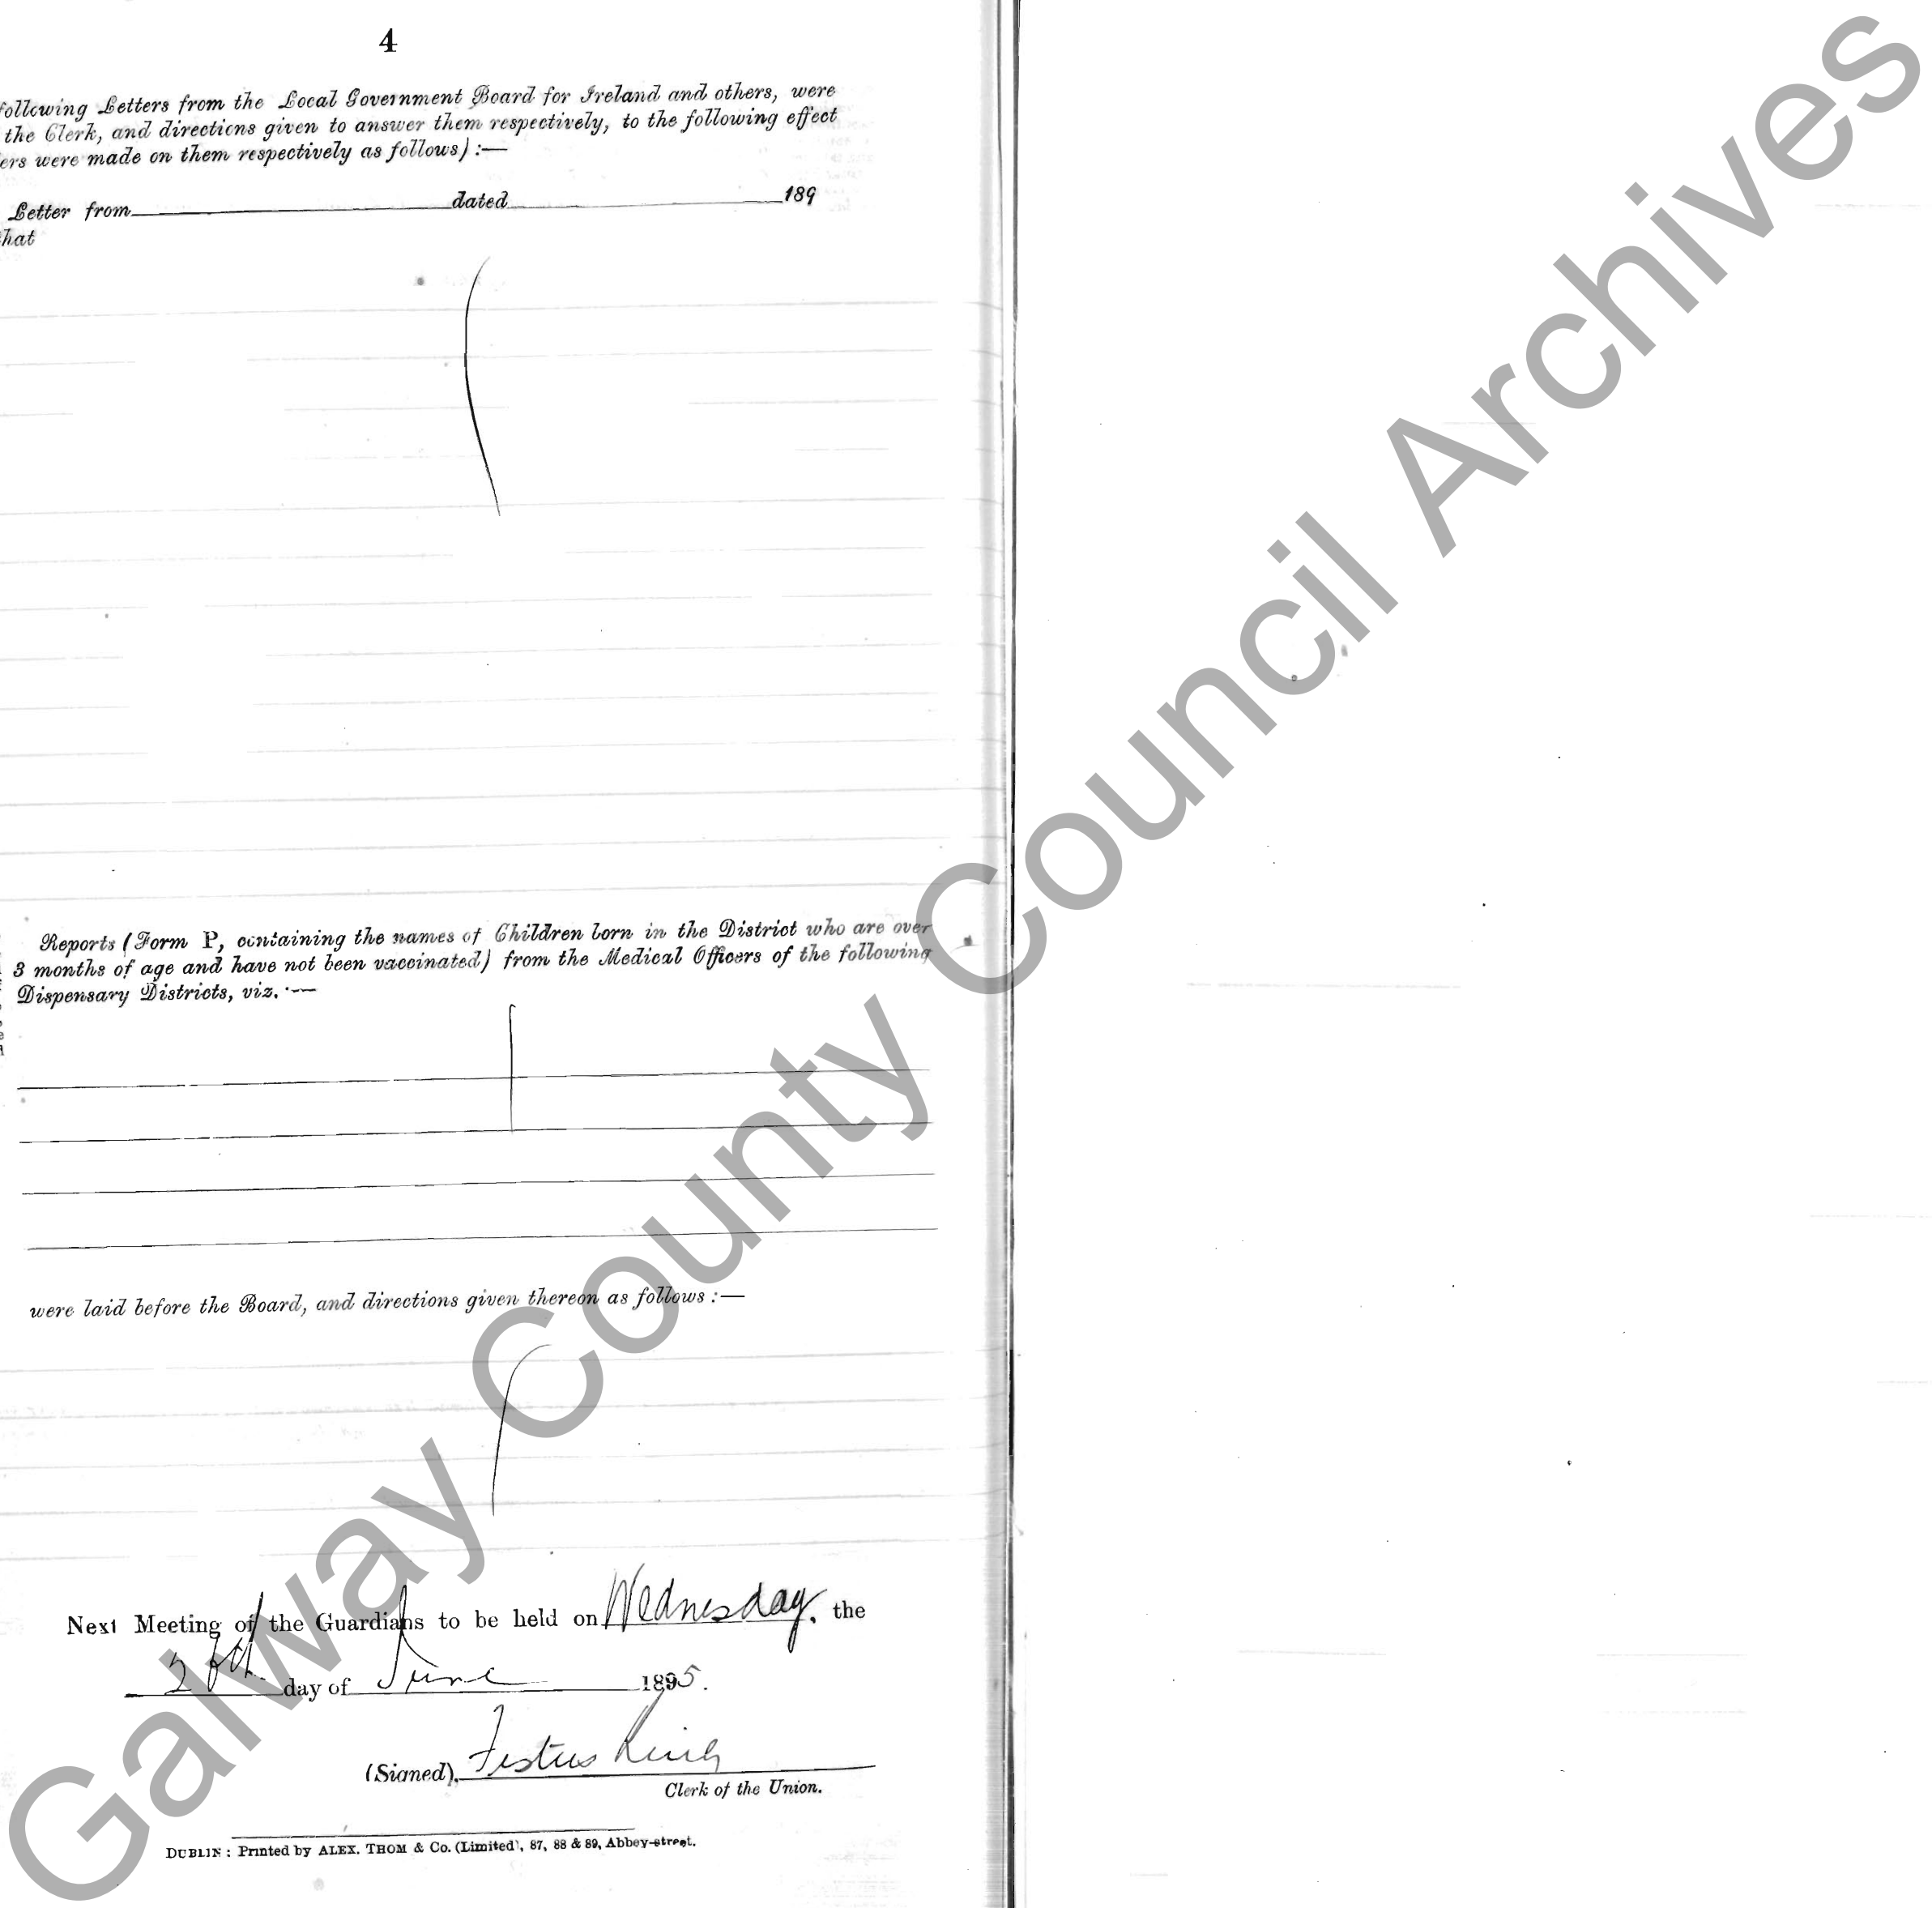 4
following Letters from the Local Government Board for Ireland and others, were
the Clerk, and directions given to answer them respectively, to the following effect
ers were made on them respectively as follows) :—
Letter from dated 189
hat
Reports (Form P, containing the names of Children born in the District who are over
3 months of age and have not been vaccinated) from the Medical Officers of the following
Dispensary Districts, viz. :—
were laid before the Board, and directions given thereon as follows :—
Next Meeting of the Guardians to be held on Wednesday, the
26th day of June 1895.
(Signed), Festus King
Clerk of the Union.
DUBLIN : Printed by ALEX. THOM & Co. (Limited), 87, 88 & 89, Abbey-street.
Galway County Council Archives